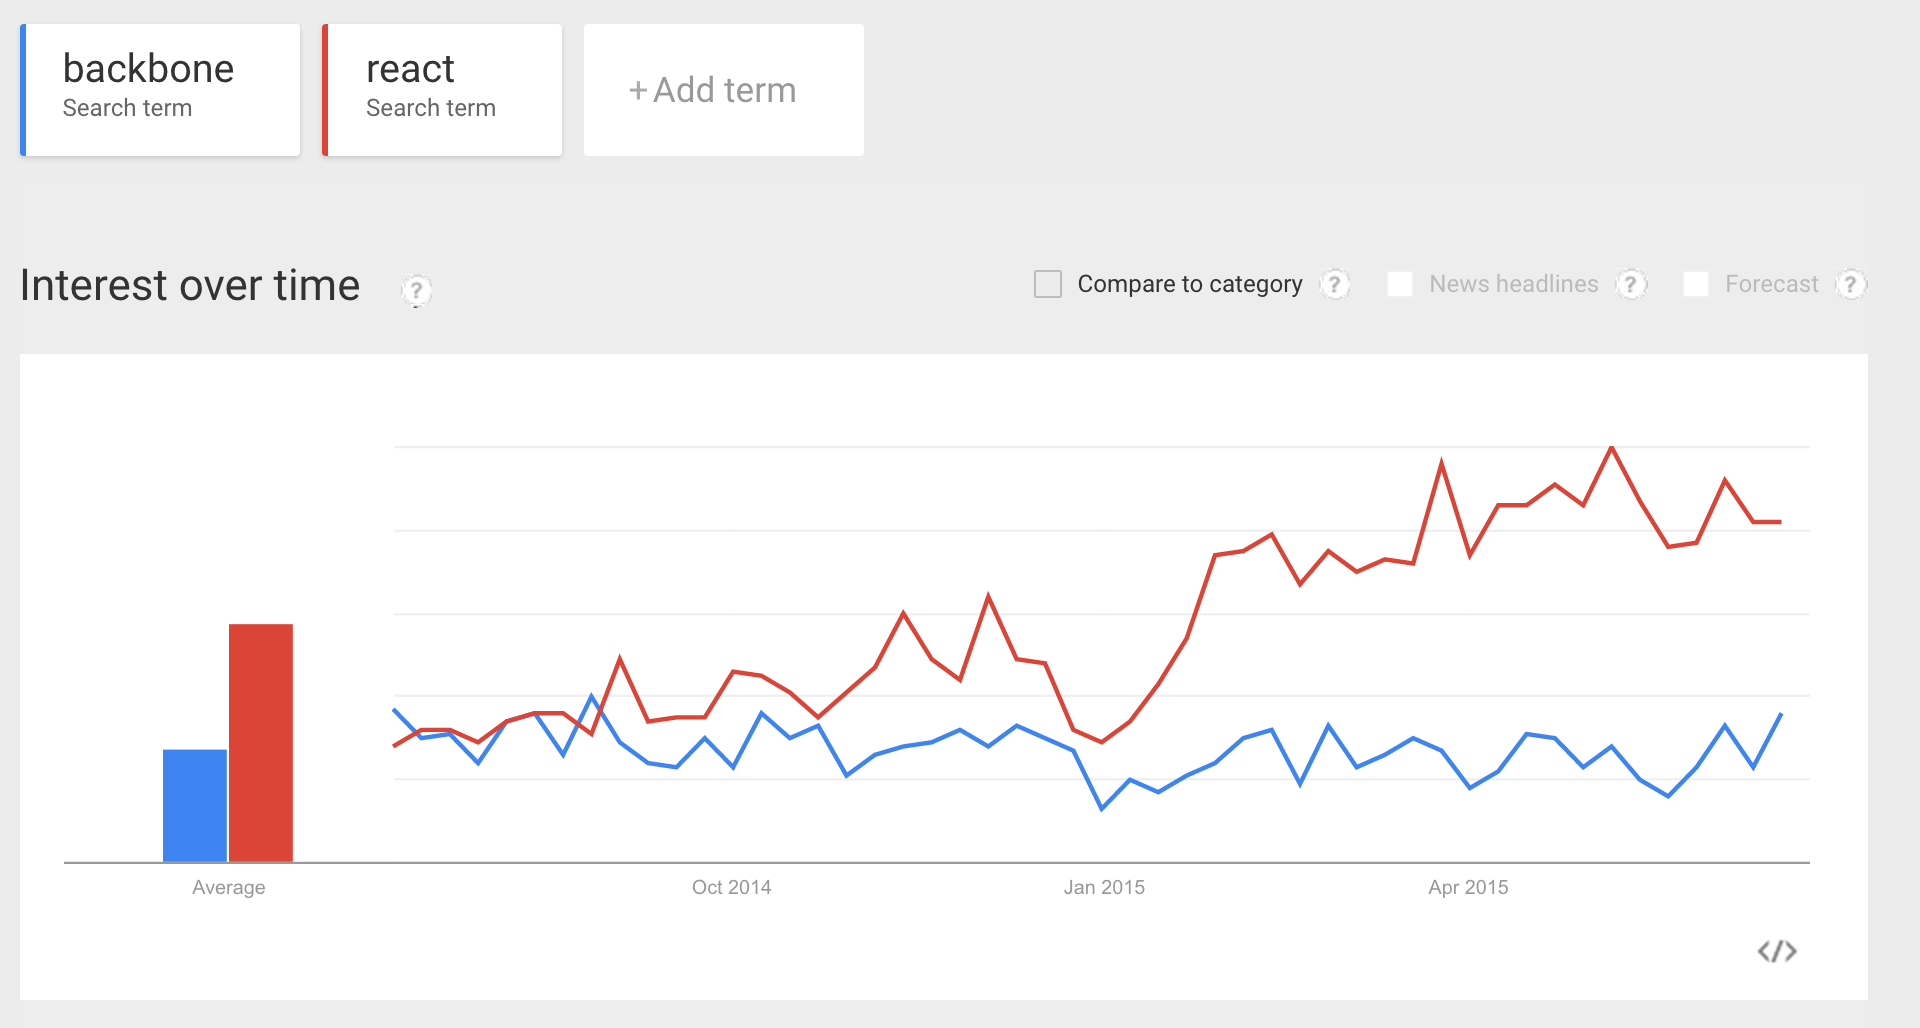 backbone
Search term
react
Search term
+ Add term
Interest over time
?
Compare to category
?
News headlines
?
Forecast
?
Average
Oct 2014
Jan 2015
Apr 2015
</>